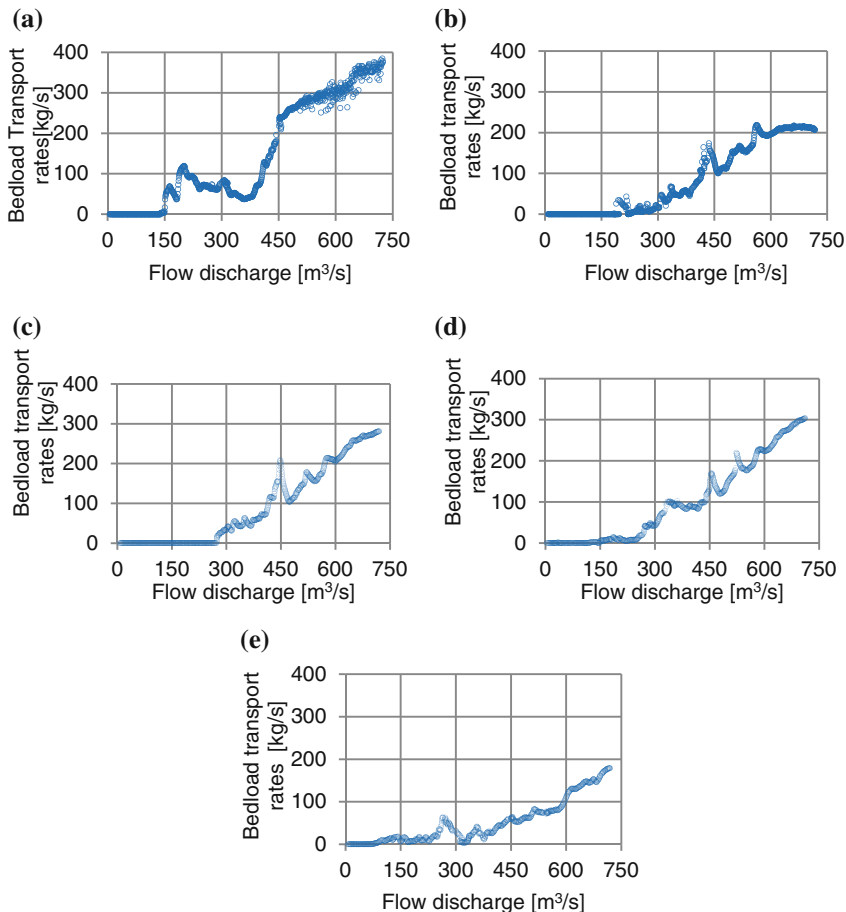 (a)
Bedload Transport
rates[kg/s]
400
300
200
100
0
0 150 300 450 600 750
Flow discharge [m³/s]
(b)
Bedload transport
rates [kg/s]
400
300
200
100
0
0 150 300 450 600 750
Flow discharge [m³/s]
(c)
Bedload transport
rates [kg/s]
400
300
200
100
0
0 150 300 450 600 750
Flow discharge [m³/s]
(d)
Bedload transport
rates [kg/s]
400
300
200
100
0
0 150 300 450 600 750
Flow discharge [m³/s]
(e)
Bedload transport
rates [kg/s]
400
300
200
100
0
0 150 300 450 600 750
Flow discharge [m³/s]